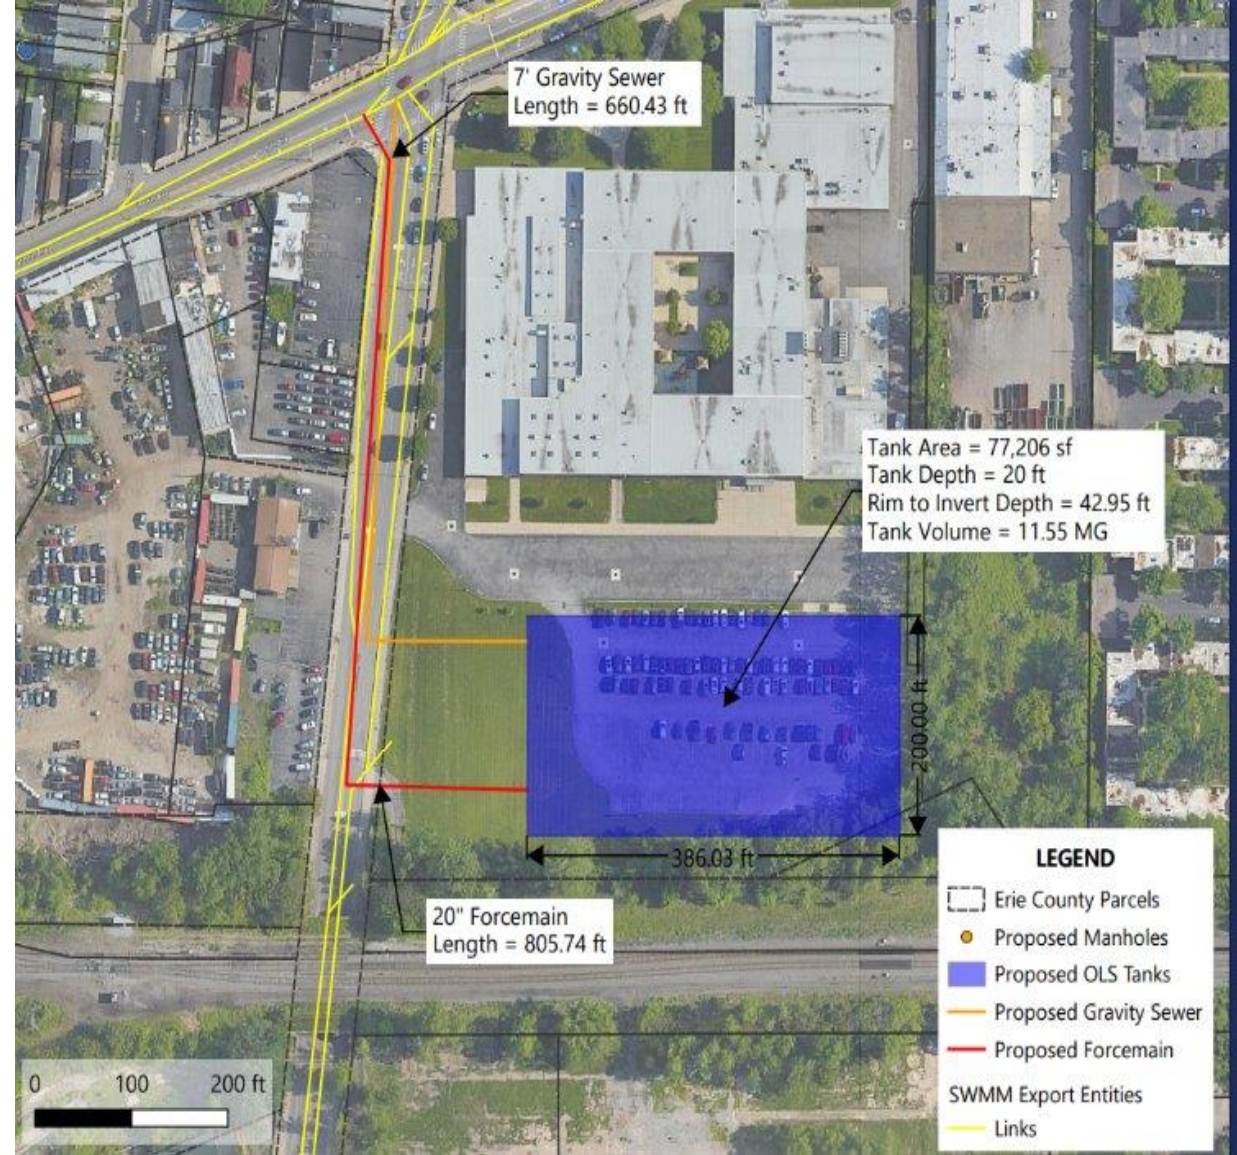 7' Gravity Sewer
Length = 660.43 ft
Tank Area = 77,206 sf
Tank Depth = 20 ft
Rim to Invert Depth = 42.95 ft
Tank Volume = 11.55 MG
200.00 ft
386.03 ft
20" Forcemain
Length = 805.74 ft
LEGEND
Erie County Parcels
Proposed Manholes
Proposed OLS Tanks
Proposed Gravity Sewer
Proposed Forcemain
SWMM Export Entities
Links
0 100 200 ft